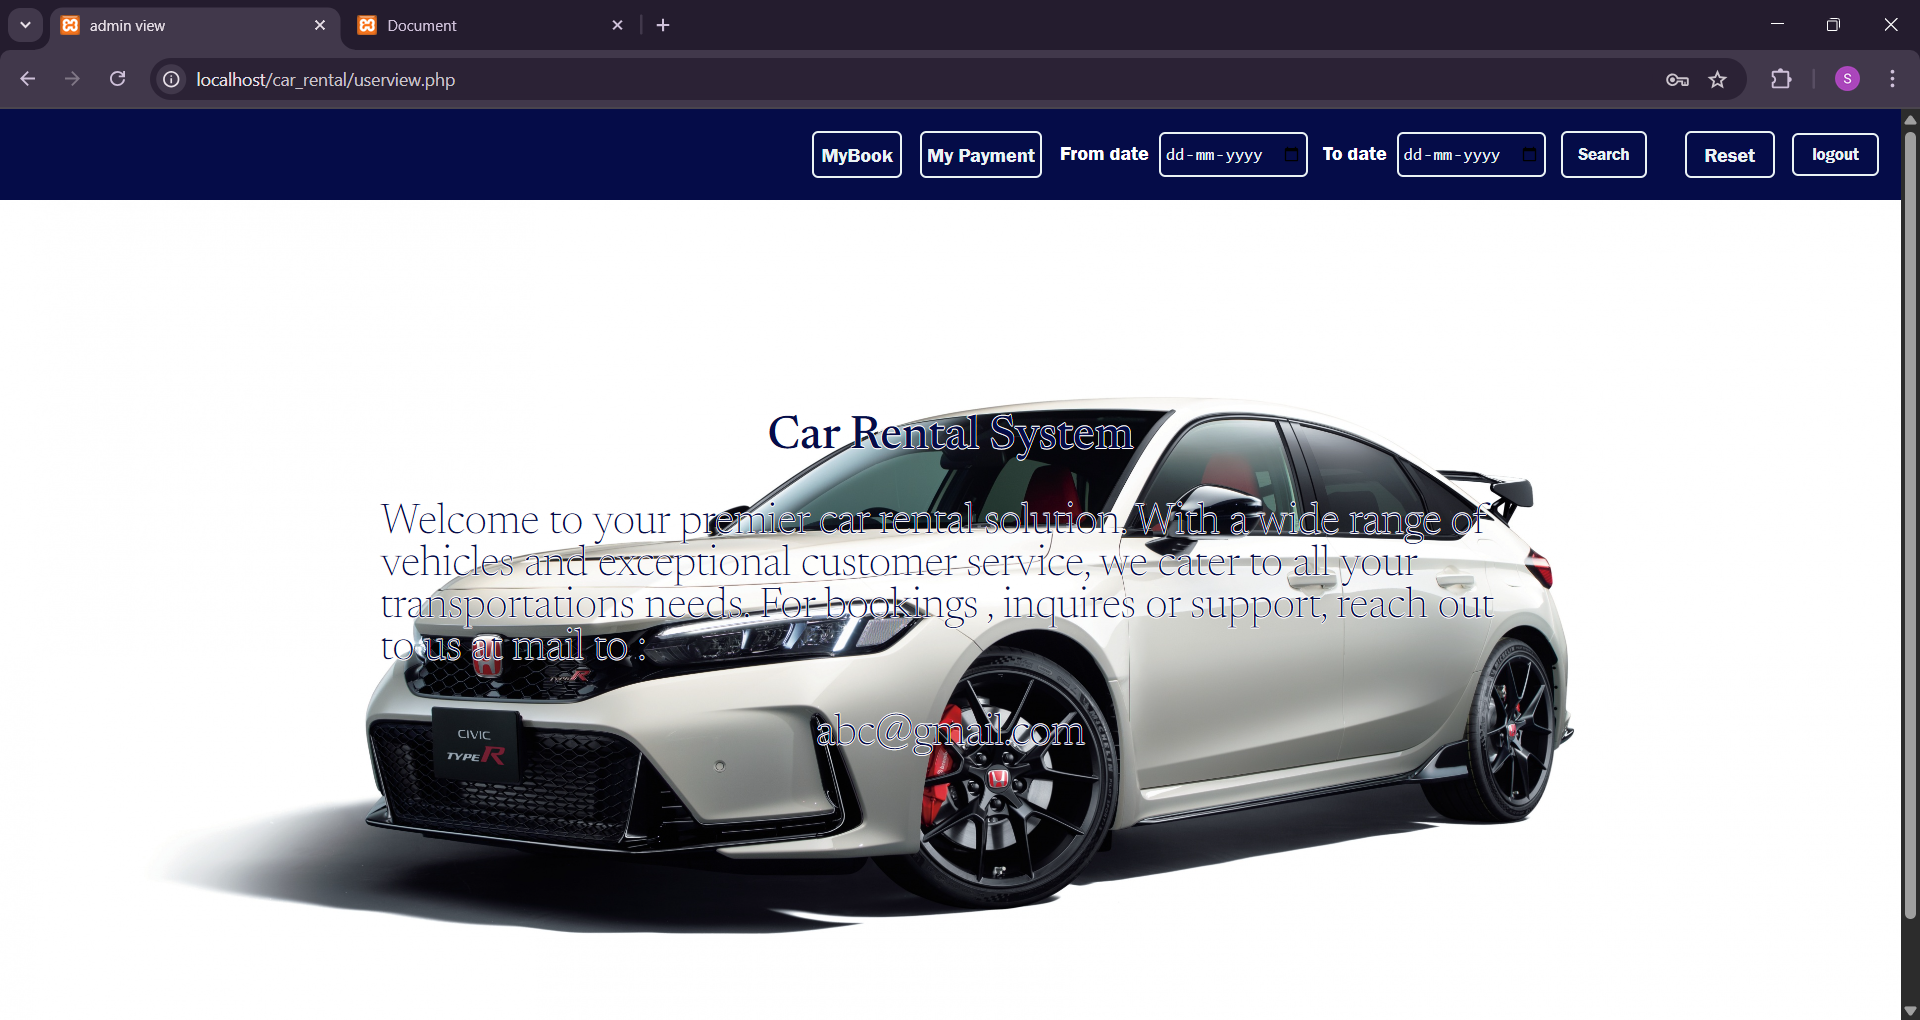 admin view
Document
localhost/car_rental/userview.php
S
MyBook My Payment From date dd-mm-yyyy To date dd-mm-yyyy Search Reset logout
Car Rental System
Welcome to your premier car rental solution. With a wide range of
vehicles and exceptional customer service, we cater to all your
transportations needs. For bookings , inquires or support, reach out
to us at mail to :
abc@gmail.com
CIVIC
TYPE R